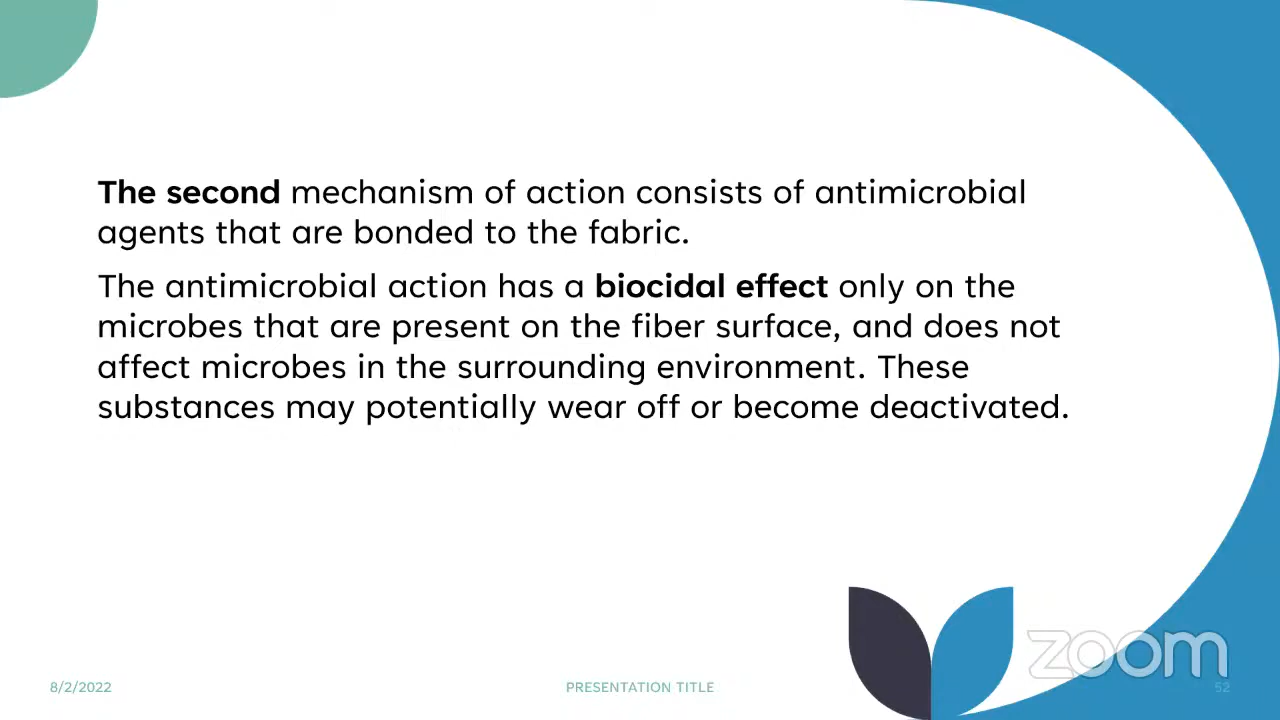 The second mechanism of action consists of antimicrobial
agents that are bonded to the fabric.
The antimicrobial action has a biocidal effect only on the
microbes that are present on the fiber surface, and does not
affect microbes in the surrounding environment. These
substances may potentially wear off or become deactivated.
zoom
8/2/2022
PRESENTATION TITLE
52